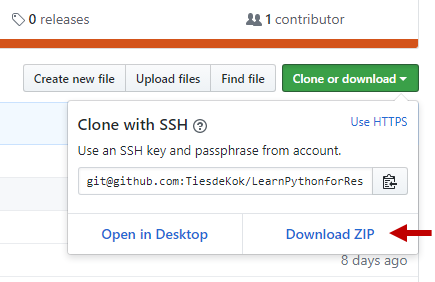 0 releases
1 contributor
Create new file
Upload files
Find file
Clone or download
Clone with SSH
Use HTTPS
Use an SSH key and passphrase from account.
git@github.com:TiesdeKok/LearnPythonforRes
Open in Desktop
Download ZIP
8 days ago